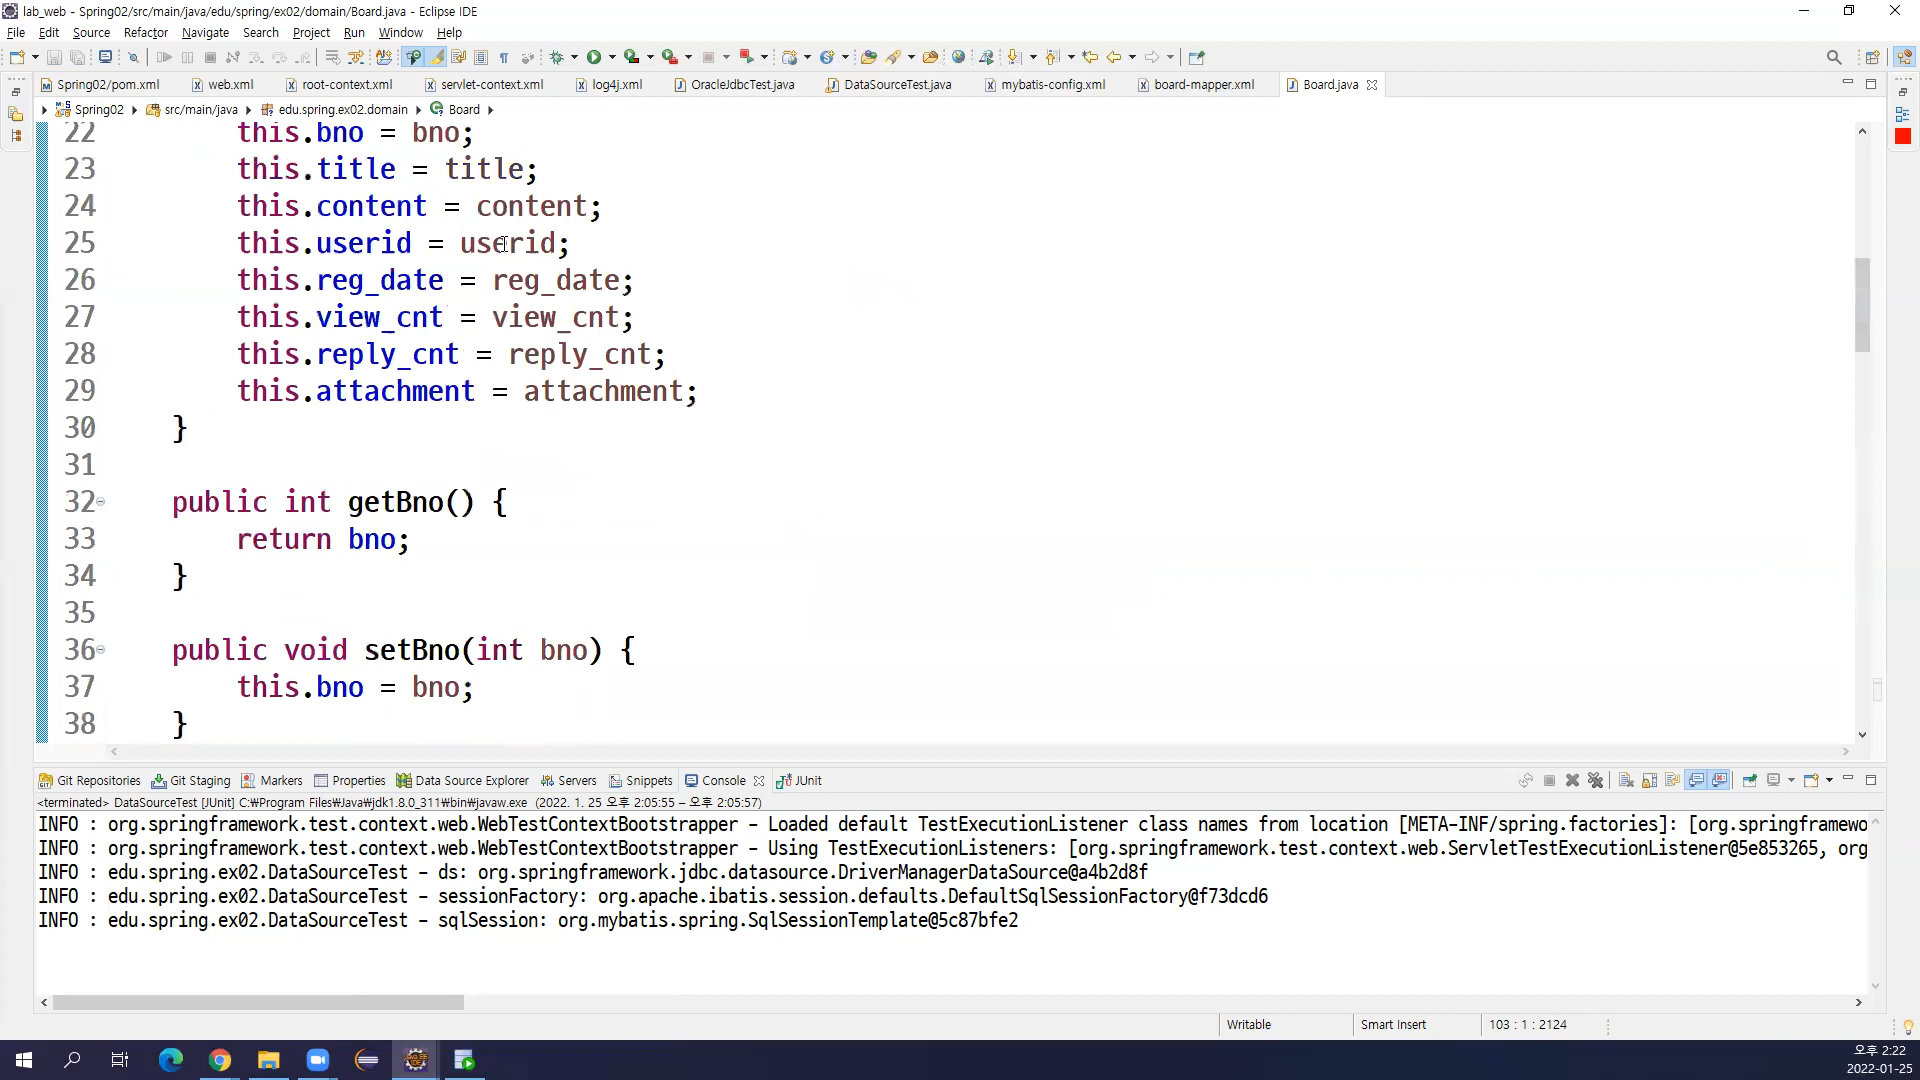 lab_web - Spring02/src/main/java/edu/spring/ex02/domain/Board.java - Eclipse IDE
File Edit Source Refactor Navigate Search Project Run Window Help
Spring02/pom.xml web.xml root-context.xml servlet-context.xml log4j.xml OracleJdbcTest.java DataSourceTest.java mybatis-config.xml board-mapper.xml Board.java
Spring02 src/main/java edu.spring.ex02.domain Board
22 this.bno = bno;
23 this.title = title;
24 this.content = content;
25 this.userid = userid;
26 this.reg_date = reg_date;
27 this.view_cnt = view_cnt;
28 this.reply_cnt = reply_cnt;
29 this.attachment = attachment;
30 }
31
32 public int getBno() {
33 return bno;
34 }
35
36 public void setBno(int bno) {
37 this.bno = bno;
38 }
Git Repositories Git Staging Markers Properties Data Source Explorer Servers Snippets Console JUnit
<terminated> DataSourceTest [JUnit] C:₩Program Files₩Java₩jdk1.8.0_311₩bin₩javaw.exe (2022. 1. 25 오후 2:05:55 – 오후 2:05:57)
INFO : org.springframework.test.context.web.WebTestContextBootstrapper - Loaded default TestExecutionListener class names from location [META-INF/spring.factories]: [org.springframewo
INFO : org.springframework.test.context.web.WebTestContextBootstrapper - Using TestExecutionListeners: [org.springframework.test.context.web.ServletTestExecutionListener@5e853265, org
INFO : edu.spring.ex02.DataSourceTest - ds: org.springframework.jdbc.datasource.DriverManagerDataSource@a4b2d8f
INFO : edu.spring.ex02.DataSourceTest - sessionFactory: org.apache.ibatis.session.defaults.DefaultSqlSessionFactory@f73dcd6
INFO : edu.spring.ex02.DataSourceTest - sqlSession: org.mybatis.spring.SqlSessionTemplate@5c87bfe2
Writable Smart Insert 103 : 1 : 2124
오후 2:22
2022-01-25